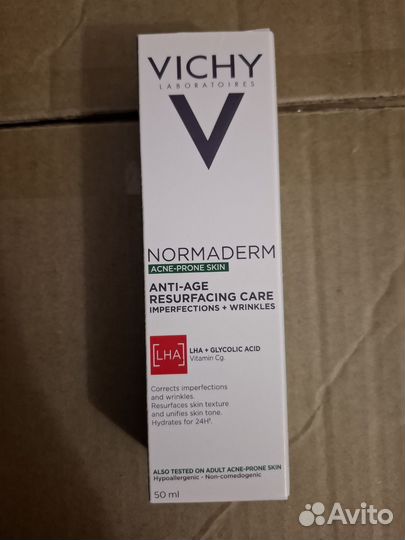 VICHY
LABORATOIRES
NORMADERM
ACNE-PRONE SKIN
ANTI-AGE
RESURFACING CARE
IMPERFECTIONS + WRINKLES
[LHA]
LHA + GLYCOLIC ACID
Vitamin Cg.
Corrects imperfections
and wrinkles.
Resurfaces skin texture
and unifies skin tone.
Hydrates for 24H¹.
ALSO TESTED ON ADULT ACNE-PRONE SKIN
Hypoallergenic - Non-comedogenic
50 ml
Avito